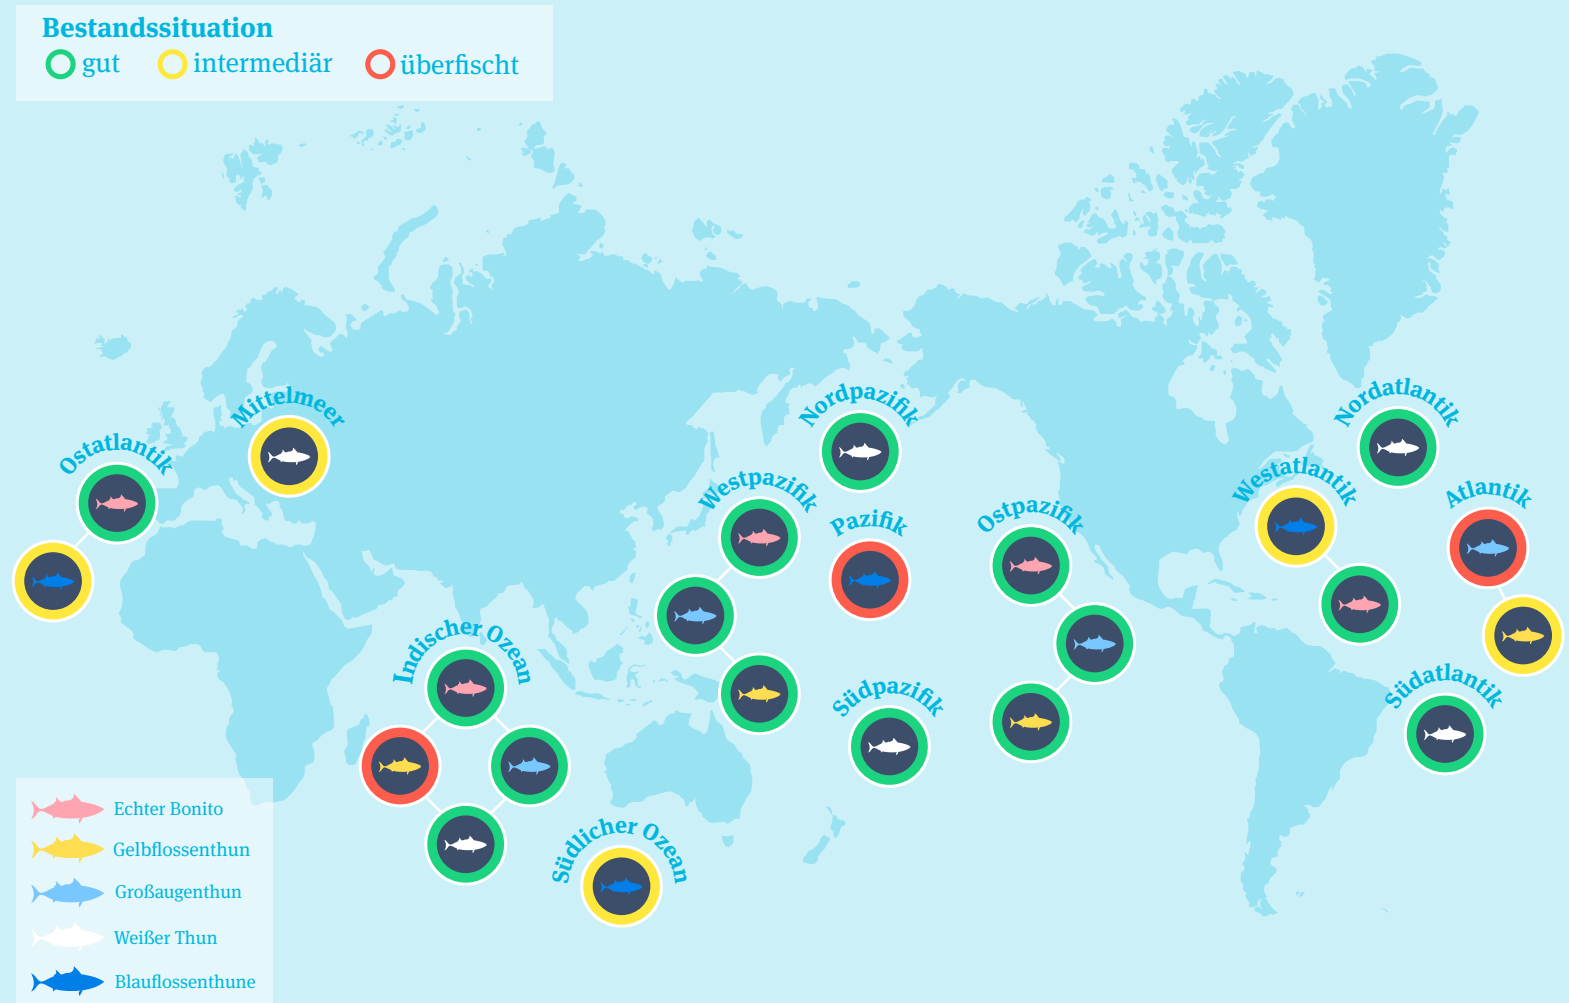 Bestandssituation
gut intermediär überfischt
Mittelmeer
Ostatlantik
Nordpazifik
Nordatlantik
Westpazifik
Pazifik
Ostpazifik
Westatlantik
Atlantik
Indischer Ozean
Südpazifik
Südatlantik
Südlicher Ozean
Echter Bonito
Gelbflossenthun
Großaugenthun
Weißer Thun
Blauflossenthune